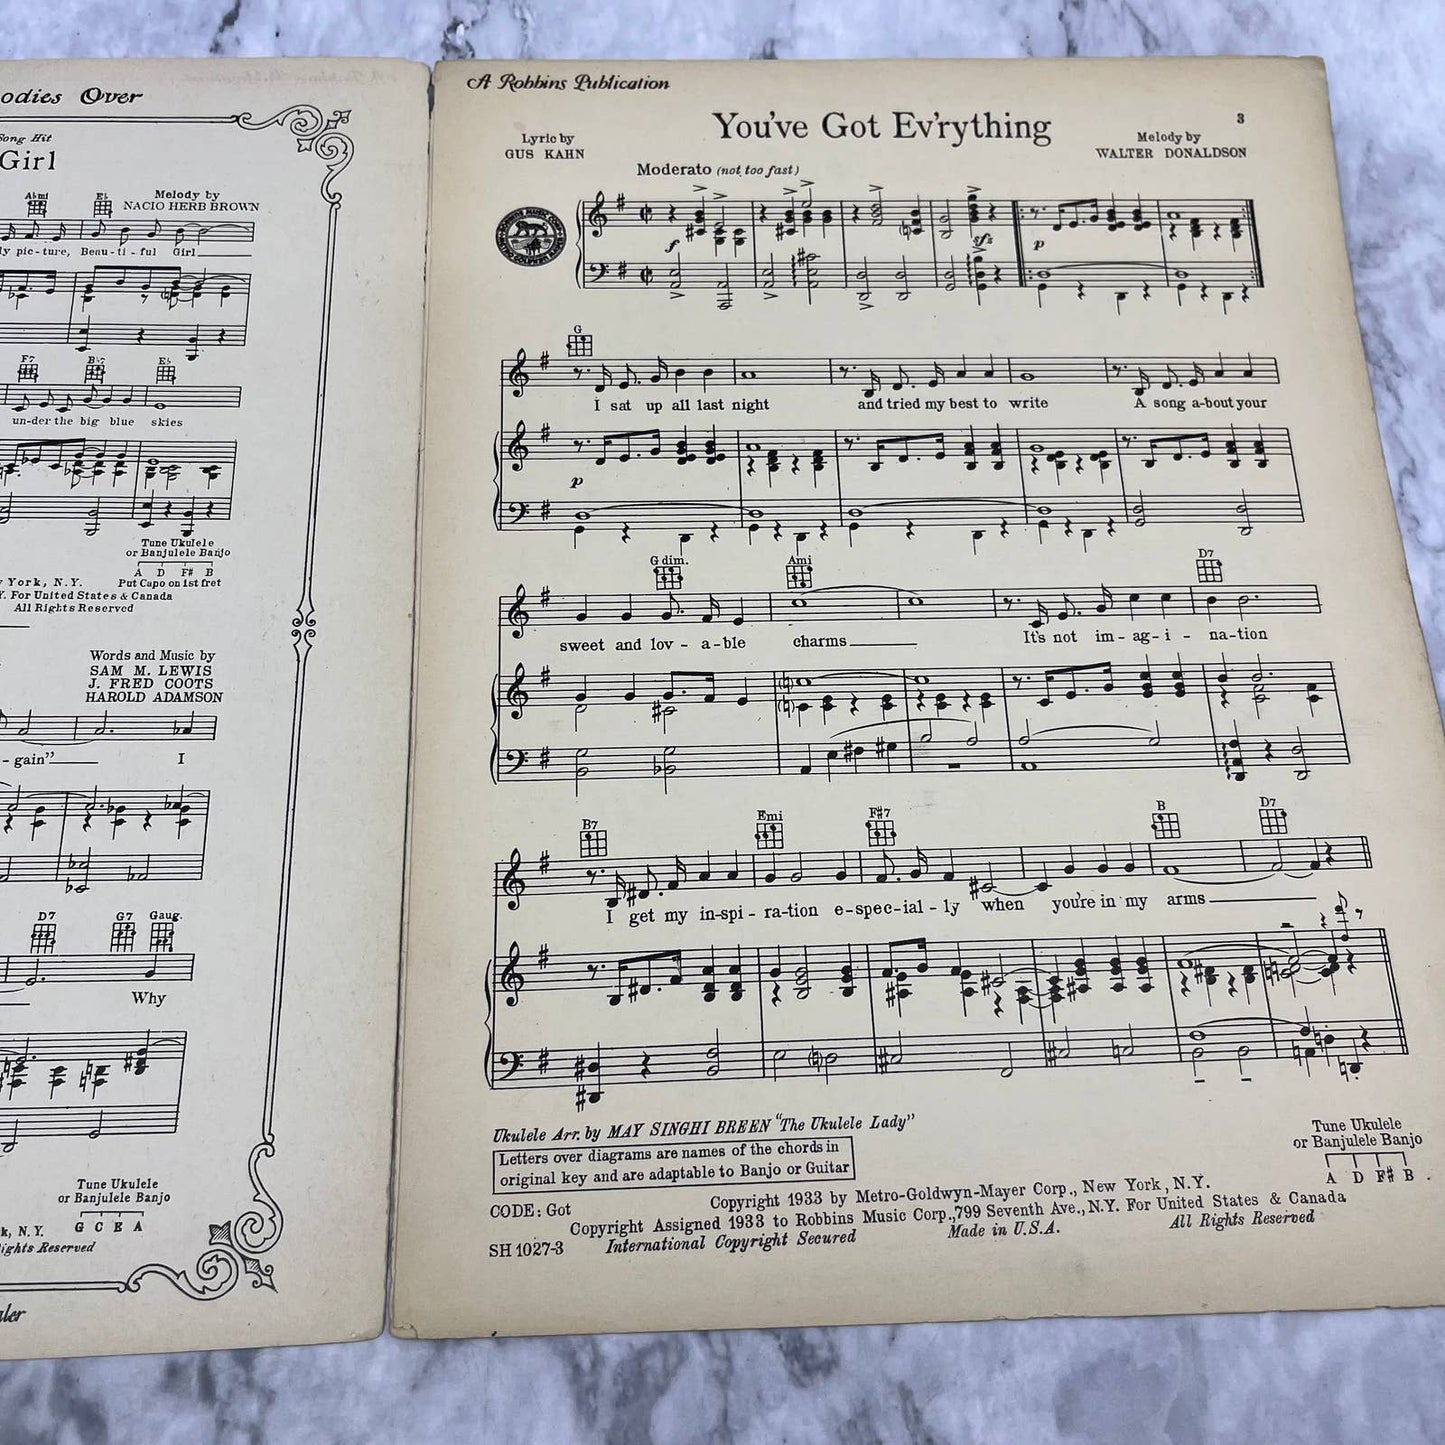 odies Over
Song Hit
Girl
Melody by
NACIO HERB BROWN
Abmi Eb
ly pic-ture, Beau-ti-ful Girl
F7 Bb7 Eb
un-der the big blue skies
Tune Ukulele
or Banjulele Banjo
A D F# B
Put Capo on 1st fret
York, N.Y.
Y. For United States & Canada
All Rights Reserved
Words and Music by
SAM M. LEWIS
J. FRED COOTS
HAROLD ADAMSON
- gain" I
D7 G7 Gaug.
Why
Tune Ukulele
or Banjulele Banjo
G C E A
k, N.Y.
Rights Reserved
aler
A Robbins Publication
3
You've Got Ev'rything
Lyric by
GUS KAHN
Melody by
WALTER DONALDSON
Moderato (not too fast)
ROBBINS MUSIC CORP.
f sfz p
G
I sat up all last night and tried my best to write A song a-bout your
p
G dim. Ami D7
sweet and lov-a-ble charms It's not im-ag-i-na-tion
B7 Emi F#7 B D7
I get my in-spi-ra-tion e-spec-ial-ly when you're in my arms
Ukulele Arr. by MAY SINGHI BREEN "The Ukulele Lady"
Letters over diagrams are names of the chords in
original key and are adaptable to Banjo or Guitar
Tune Ukulele
or Banjulele Banjo
A D F# B
CODE: Got
Copyright 1933 by Metro-Goldwyn-Mayer Corp., New York, N.Y.
Copyright Assigned 1933 to Robbins Music Corp., 799 Seventh Ave., N.Y. For United States & Canada
SH 1027-3 International Copyright Secured Made in U.S.A. All Rights Reserved